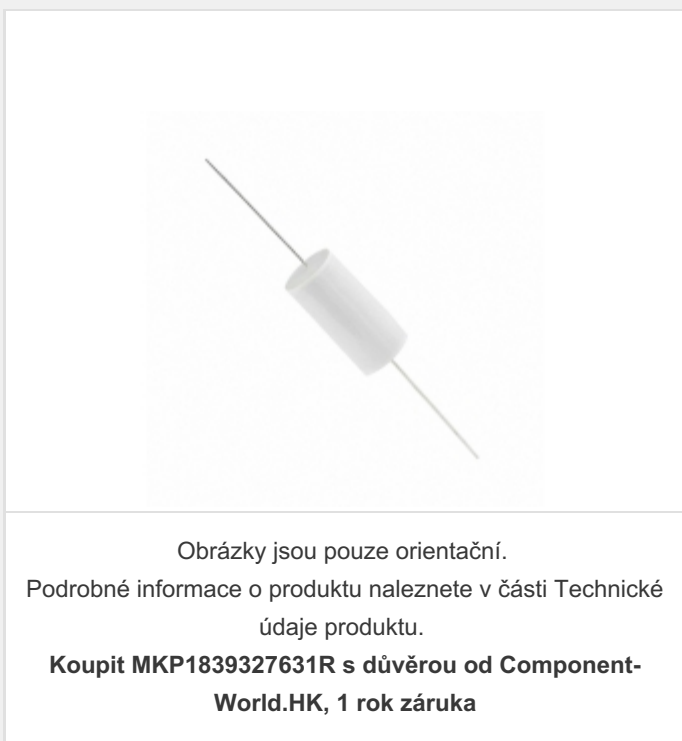 Obrázky jsou pouze orientační.
Podrobné informace o produktu naleznete v části Technické
údaje produktu.
Koupit MKP1839327631R s důvěrou od Component-
World.HK, 1 rok záruka